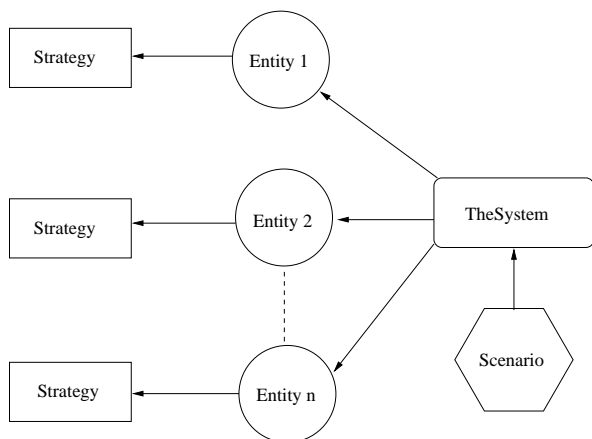 Strategy
Entity 1
Strategy
Entity 2
TheSystem
Strategy
Entity n
Scenario